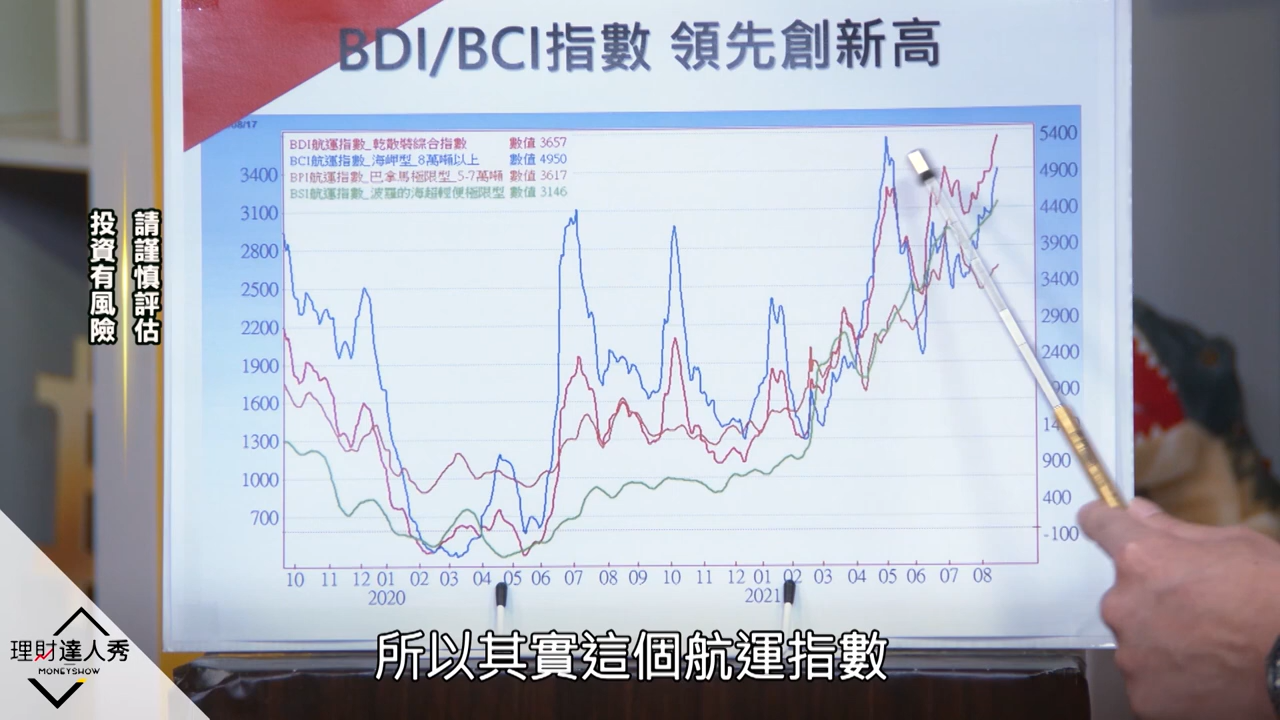 BDI/BCI指數 領先創新高
08/17
BDI航運指數_乾散裝綜合指數 數值 3657
BCI航運指數_海岬型_8萬噸以上 數值 4950
BPI航運指數_巴拿馬極限型_5-7萬噸 數值 3617
BSI航運指數_波羅的海超輕便極限型 數值 3146
3400
3100
2800
2500
2200
1900
1600
1300
1000
700
5400
4900
4400
3900
3400
2900
2400
900
400
-100
10 11 12 01 02 03 04 05 06 07 08 09 10 11 12 01 02 03 04 05 06 07 08
2020 2021
請謹慎評估
投資有風險
所以其實這個航運指數
理財達人秀
MONEYSHOW